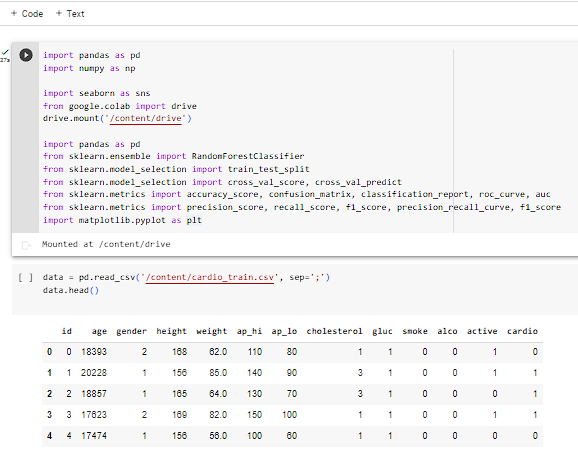 + Code + Text
27s
import pandas as pd
import numpy as np
import seaborn as sns
from google.colab import drive
drive.mount('/content/drive')
import pandas as pd
from sklearn.ensemble import RandomForestClassifier
from sklearn.model_selection import train_test_split
from sklearn.model_selection import cross_val_score, cross_val_predict
from sklearn.metrics import accuracy_score, confusion_matrix, classification_report, roc_curve, auc
from sklearn.metrics import precision_score, recall_score, f1_score, precision_recall_curve, f1_score
import matplotlib.pyplot as plt
Mounted at /content/drive
[ ] data = pd.read_csv('/content/cardio_train.csv', sep=';')
data.head()
id age gender height weight ap_hi ap_lo cholesterol gluc smoke alco active cardio
0 0 18393 2 168 62.0 110 80 1 1 0 0 1 0
1 1 20228 1 156 85.0 140 90 3 1 0 0 1 1
2 2 18857 1 165 64.0 130 70 3 1 0 0 0 1
3 3 17623 2 169 82.0 150 100 1 1 0 0 1 1
4 4 17474 1 156 56.0 100 60 1 1 0 0 0 0